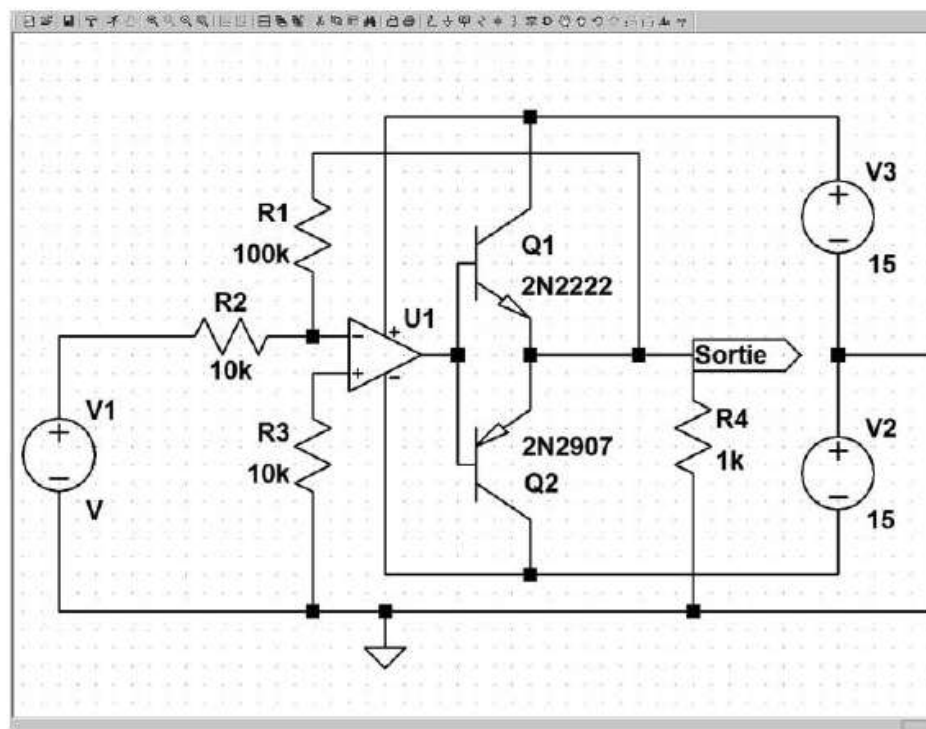 V3
15
R1
100k
Q1
2N2222
R2
10k
U1
Sortie
V1
V
R3
10k
2N2907
Q2
R4
1k
V2
15